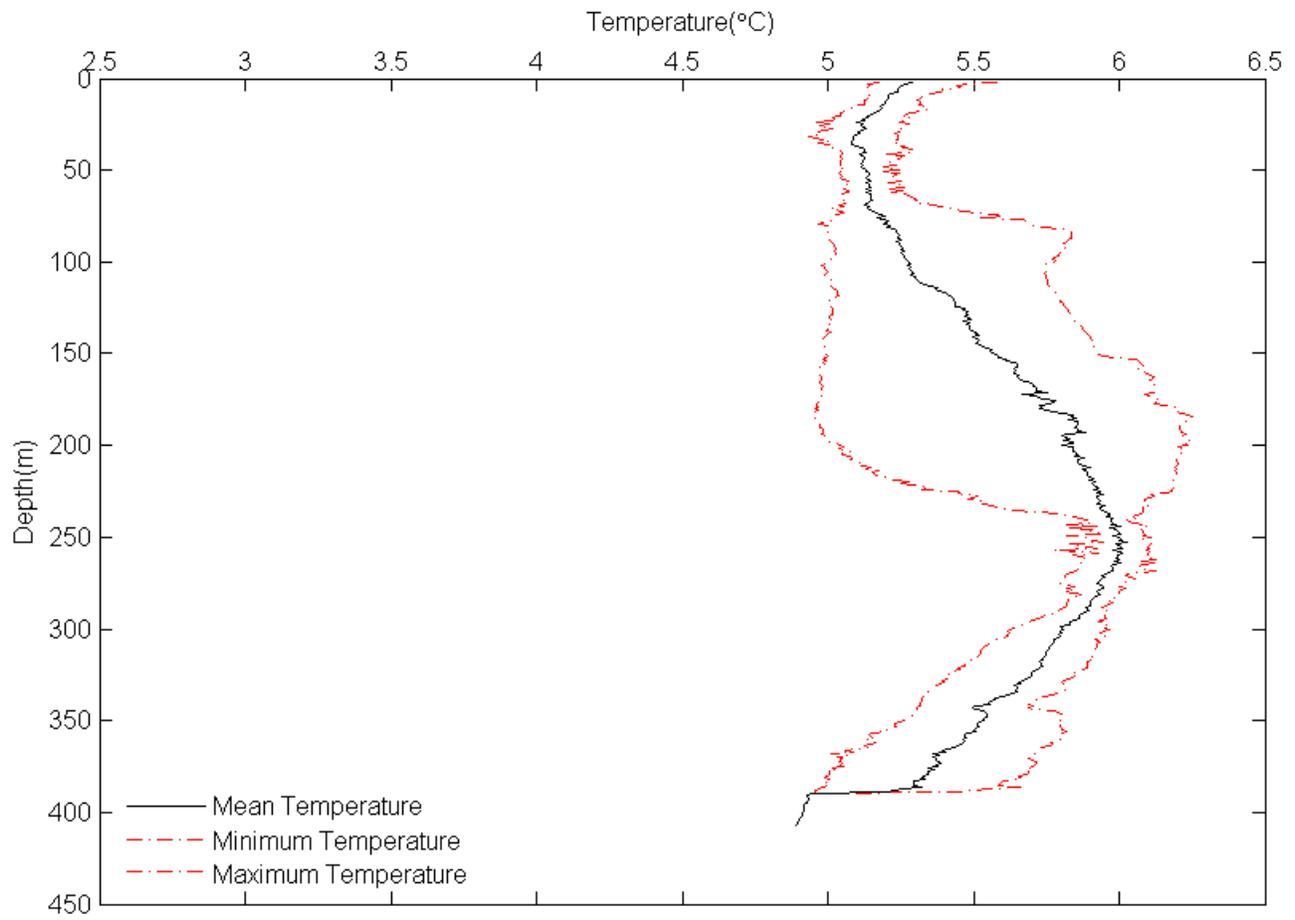 Temperature(°C)
2.5 3 3.5 4 4.5 5 5.5 6 6.5
0
50
100
150
200
250
300
350
400
450
Depth(m)
Mean Temperature
Minimum Temperature
Maximum Temperature